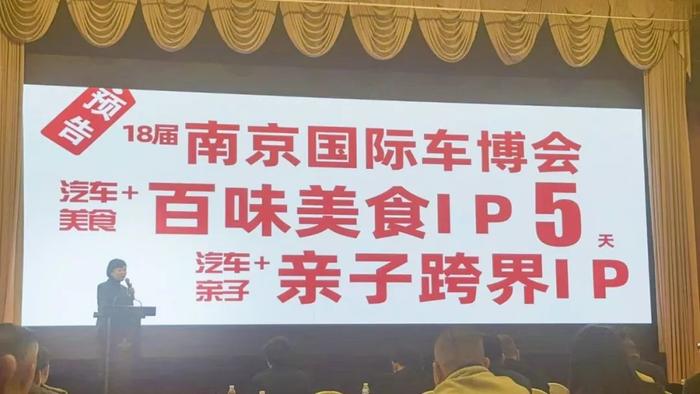 预告
18届 南京国际车博会
汽车+
美食
百味美食IP 5天
汽车+
亲子
亲子跨界IP